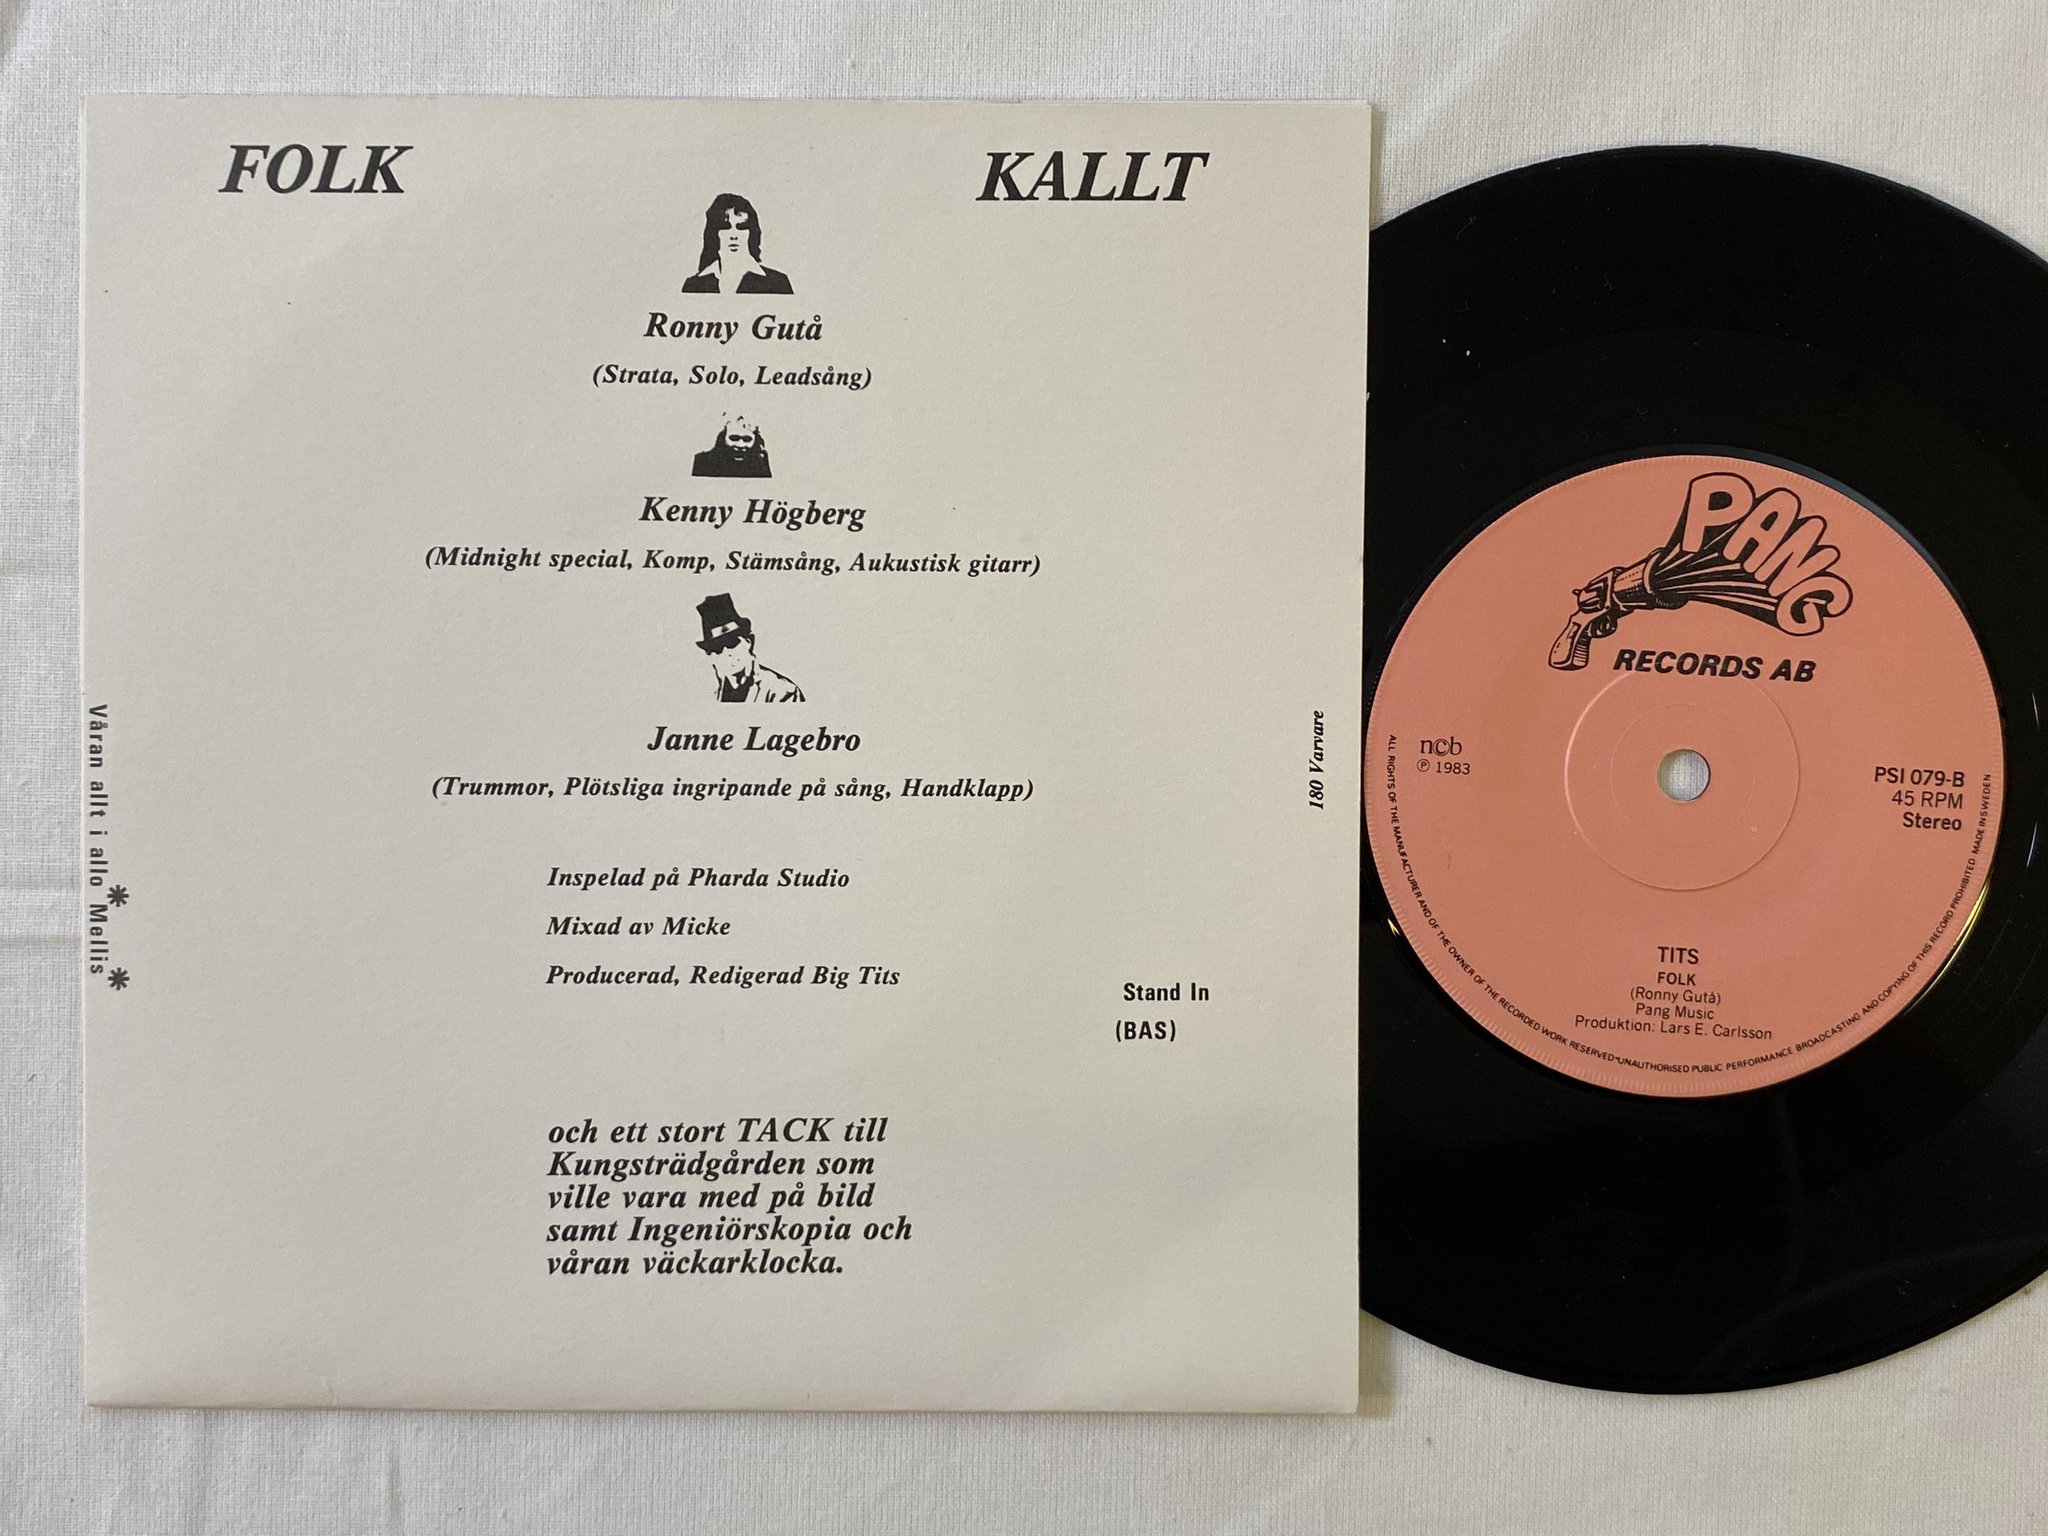 FOLK
KALLT
Ronny Gutå
(Strata, Solo, Leadsång)
Kenny Högberg
(Midnight special, Komp, Stämsång, Aukustisk gitarr)
Janne Lagebro
(Trummor, Plötsliga ingripande på sång, Handklapp)
Inspelad på Pharda Studio
Mixad av Micke
Producerad, Redigerad Big Tits
Stand In
(BAS)
och ett stort TACK till
Kungsträdgården som
ville vara med på bild
samt Ingeniörskopia och
våran väckarklocka.
Våran allt i allo * Mellis *
180 Varvare
PANG
RECORDS AB
n©b
℗ 1983
PSI 079-B
45 RPM
Stereo
TITS
FOLK
(Ronny Gutå)
Pang Music
Produktion: Lars E. Carlsson
ALL RIGHTS OF THE MANUFACTURER AND OF THE OWNER OF THE RECORDED WORK RESERVED·UNAUTHORISED PUBLIC PERFORMANCE BROADCASTING AND COPYING OF THIS RECORD PROHIBITED. MADE IN SWEDEN